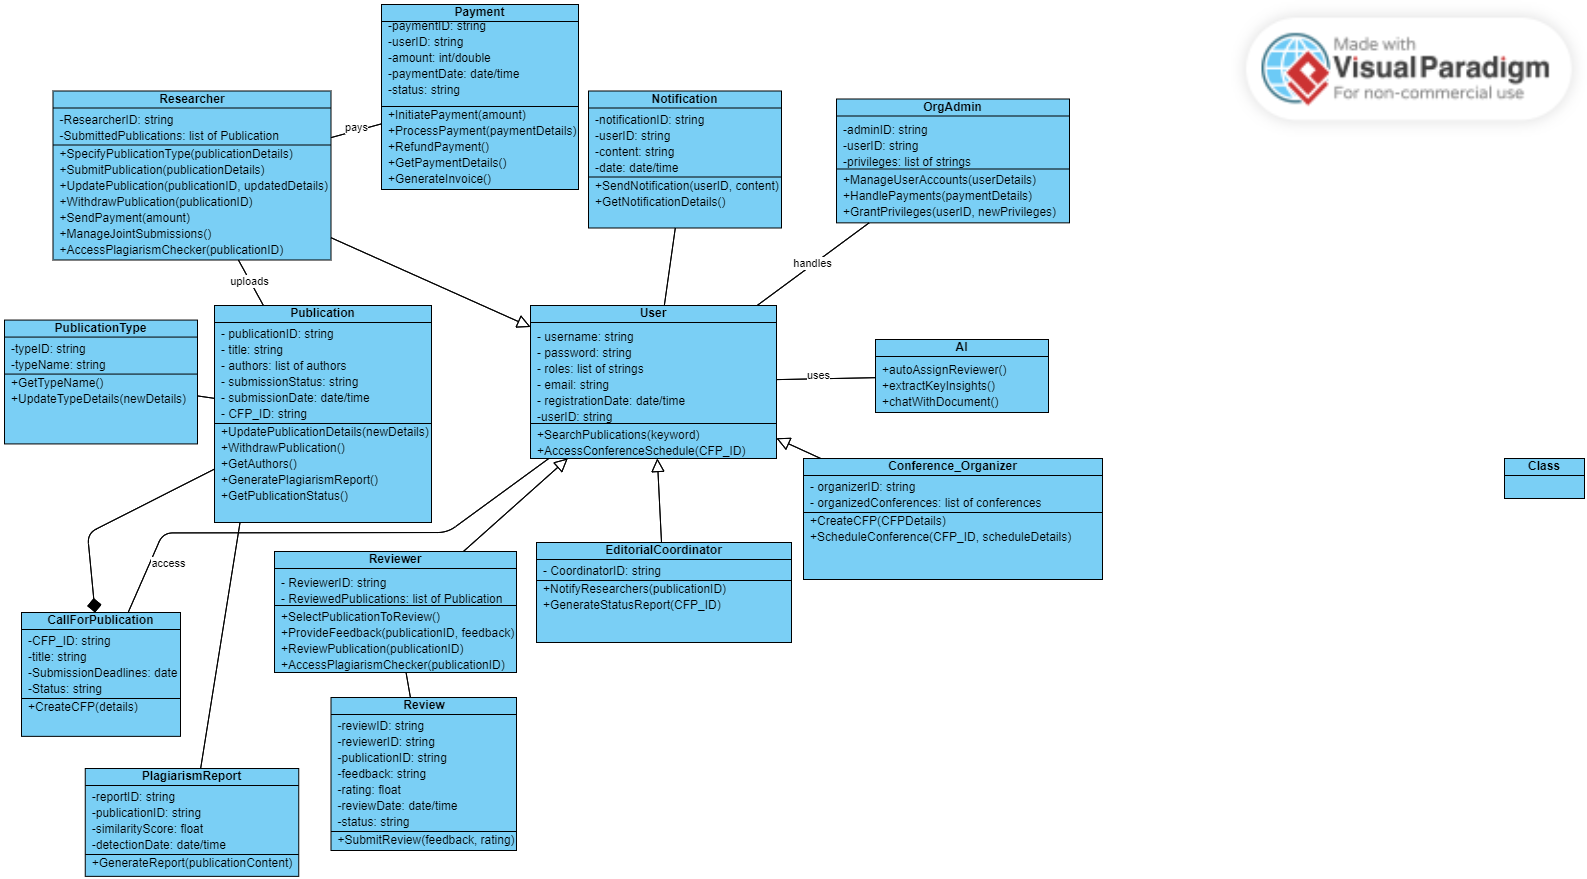 Payment
-paymentID: string
-userID: string
-amount: int/double
-paymentDate: date/time
-status: string
+InitiatePayment(amount)
+ProcessPayment(paymentDetails)
+RefundPayment()
+GetPaymentDetails()
+GenerateInvoice()
Made with
Visual Paradigm
For non-commercial use
Researcher
-ResearcherID: string
-SubmittedPublications: list of Publication
+SpecifyPublicationType(publicationDetails)
+SubmitPublication(publicationDetails)
+UpdatePublication(publicationID, updatedDetails)
+WithdrawPublication(publicationID)
+SendPayment(amount)
+ManageJointSubmissions()
+AccessPlagiarismChecker(publicationID)
pays
Notification
-notificationID: string
-userID: string
-content: string
-date: date/time
+SendNotification(userID, content)
+GetNotificationDetails()
OrgAdmin
-adminID: string
-userID: string
-privileges: list of strings
+ManageUserAccounts(userDetails)
+HandlePayments(paymentDetails)
+GrantPrivileges(userID, newPrivileges)
handles
uploads
PublicationType
-typeID: string
-typeName: string
+GetTypeName()
+UpdateTypeDetails(newDetails)
Publication
- publicationID: string
- title: string
- authors: list of authors
- submissionStatus: string
- submissionDate: date/time
- CFP_ID: string
+UpdatePublicationDetails(newDetails)
+WithdrawPublication()
+GetAuthors()
+GeneratePlagiarismReport()
+GetPublicationStatus()
User
- username: string
- password: string
- roles: list of strings
- email: string
- registrationDate: date/time
-userID: string
+SearchPublications(keyword)
+AccessConferenceSchedule(CFP_ID)
uses
AI
+autoAssignReviewer()
+extractKeyInsights()
+chatWithDocument()
Conference_Organizer
- organizerID: string
- organizedConferences: list of conferences
+CreateCFP(CFPDetails)
+ScheduleConference(CFP_ID, scheduleDetails)
Class
access
Reviewer
- ReviewerID: string
- ReviewedPublications: list of Publication
+SelectPublicationToReview()
+ProvideFeedback(publicationID, feedback)
+ReviewPublication(publicationID)
+AccessPlagiarismChecker(publicationID)
EditorialCoordinator
- CoordinatorID: string
+NotifyResearchers(publicationID)
+GenerateStatusReport(CFP_ID)
CallForPublication
-CFP_ID: string
-title: string
-SubmissionDeadlines: date
-Status: string
+CreateCFP(details)
Review
-reviewID: string
-reviewerID: string
-publicationID: string
-feedback: string
-rating: float
-reviewDate: date/time
-status: string
+SubmitReview(feedback, rating)
PlagiarismReport
-reportID: string
-publicationID: string
-similarityScore: float
-detectionDate: date/time
+GenerateReport(publicationContent)